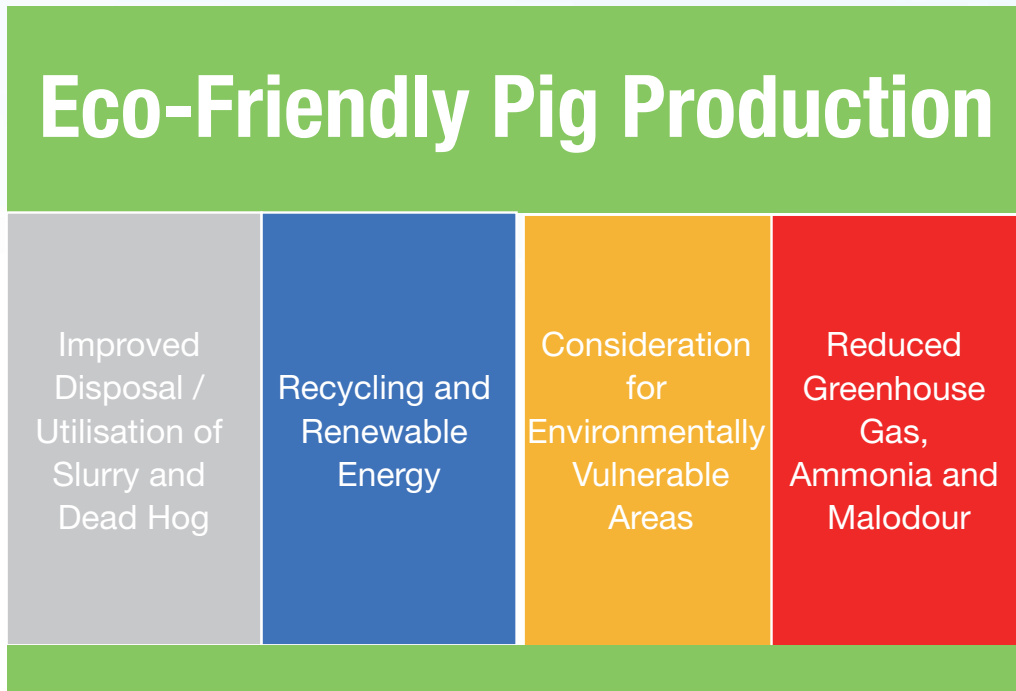 Eco-Friendly Pig Production
Improved
Disposal /
Utilisation of
Slurry and
Dead Hog
Recycling and
Renewable
Energy
Consideration
for
Environmentally
Vulnerable
Areas
Reduced
Greenhouse
Gas,
Ammonia and
Malodour